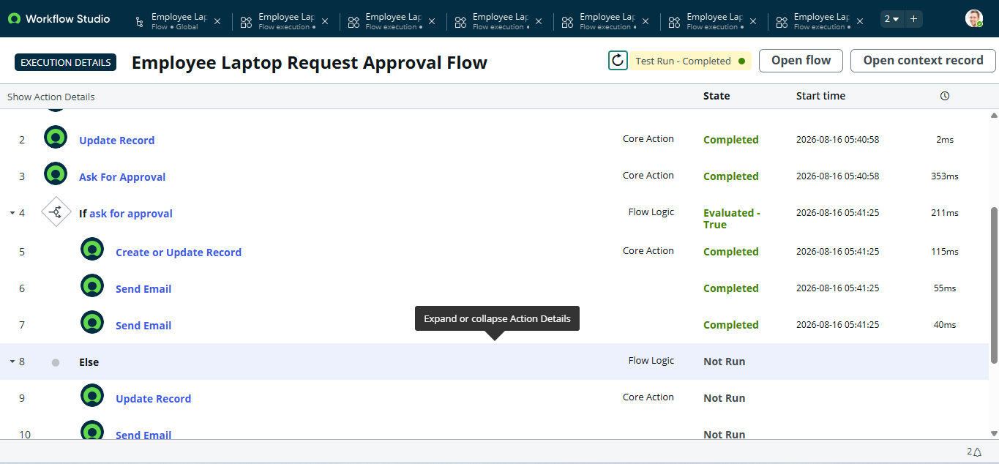 Workflow Studio
Employee Lap
Flow • Global
Employee Lap
Flow execution •
Employee Lap
Flow execution •
Employee Lap
Flow execution •
Employee Lap
Flow execution •
Employee Lap
Flow execution •
Employee Lap
Flow execution •
2
+
EXECUTION DETAILS
Employee Laptop Request Approval Flow
Test Run - Completed
Open flow
Open context record
Show Action Details
State
Start time
2
Update Record
Core Action
Completed
2026-08-16 05:40:58
2ms
3
Ask For Approval
Core Action
Completed
2026-08-16 05:40:58
353ms
4
If ask for approval
Flow Logic
Evaluated -
True
2026-08-16 05:41:25
211ms
5
Create or Update Record
Core Action
Completed
2026-08-16 05:41:25
115ms
6
Send Email
Completed
2026-08-16 05:41:25
55ms
Expand or collapse Action Details
7
Send Email
Completed
2026-08-16 05:41:25
40ms
8
Else
Flow Logic
Not Run
9
Update Record
Core Action
Not Run
10
Send Email
Not Run
2